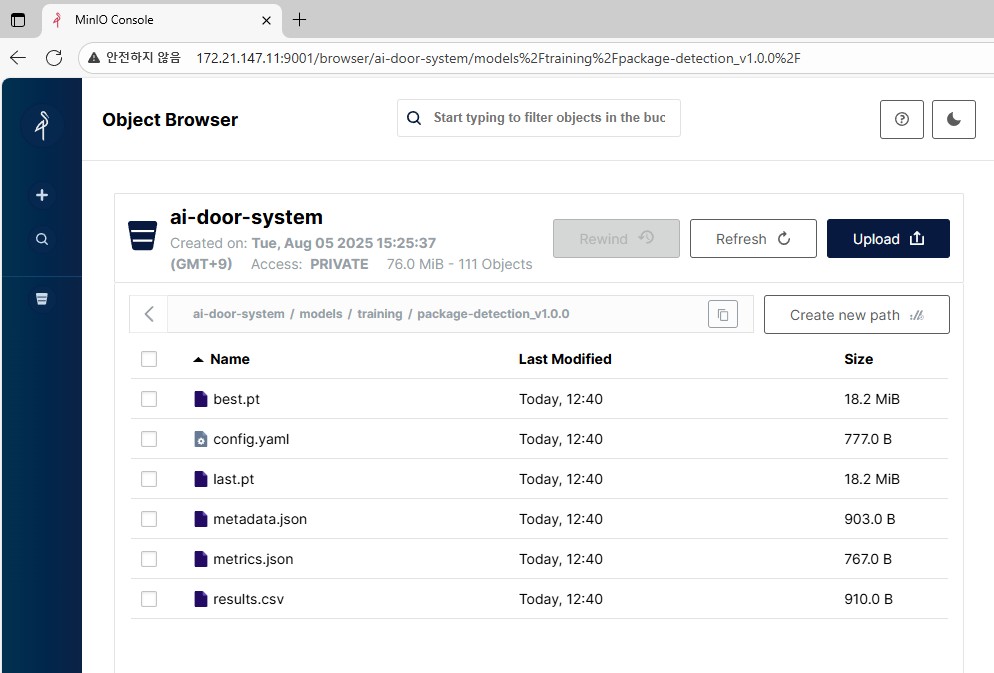 MinIO Console
안전하지 않음 172.21.147.11:9001/browser/ai-door-system/models%2Ftraining%2Fpackage-detection_v1.0.0%2F
Object Browser
Start typing to filter objects in the buc
ai-door-system
Created on: Tue, Aug 05 2025 15:25:37
(GMT+9) Access: PRIVATE 76.0 MiB - 111 Objects
Rewind
Refresh
Upload
ai-door-system / models / training / package-detection_v1.0.0
Create new path
Name Last Modified Size
best.pt Today, 12:40 18.2 MiB
config.yaml Today, 12:40 777.0 B
last.pt Today, 12:40 18.2 MiB
metadata.json Today, 12:40 903.0 B
metrics.json Today, 12:40 767.0 B
results.csv Today, 12:40 910.0 B